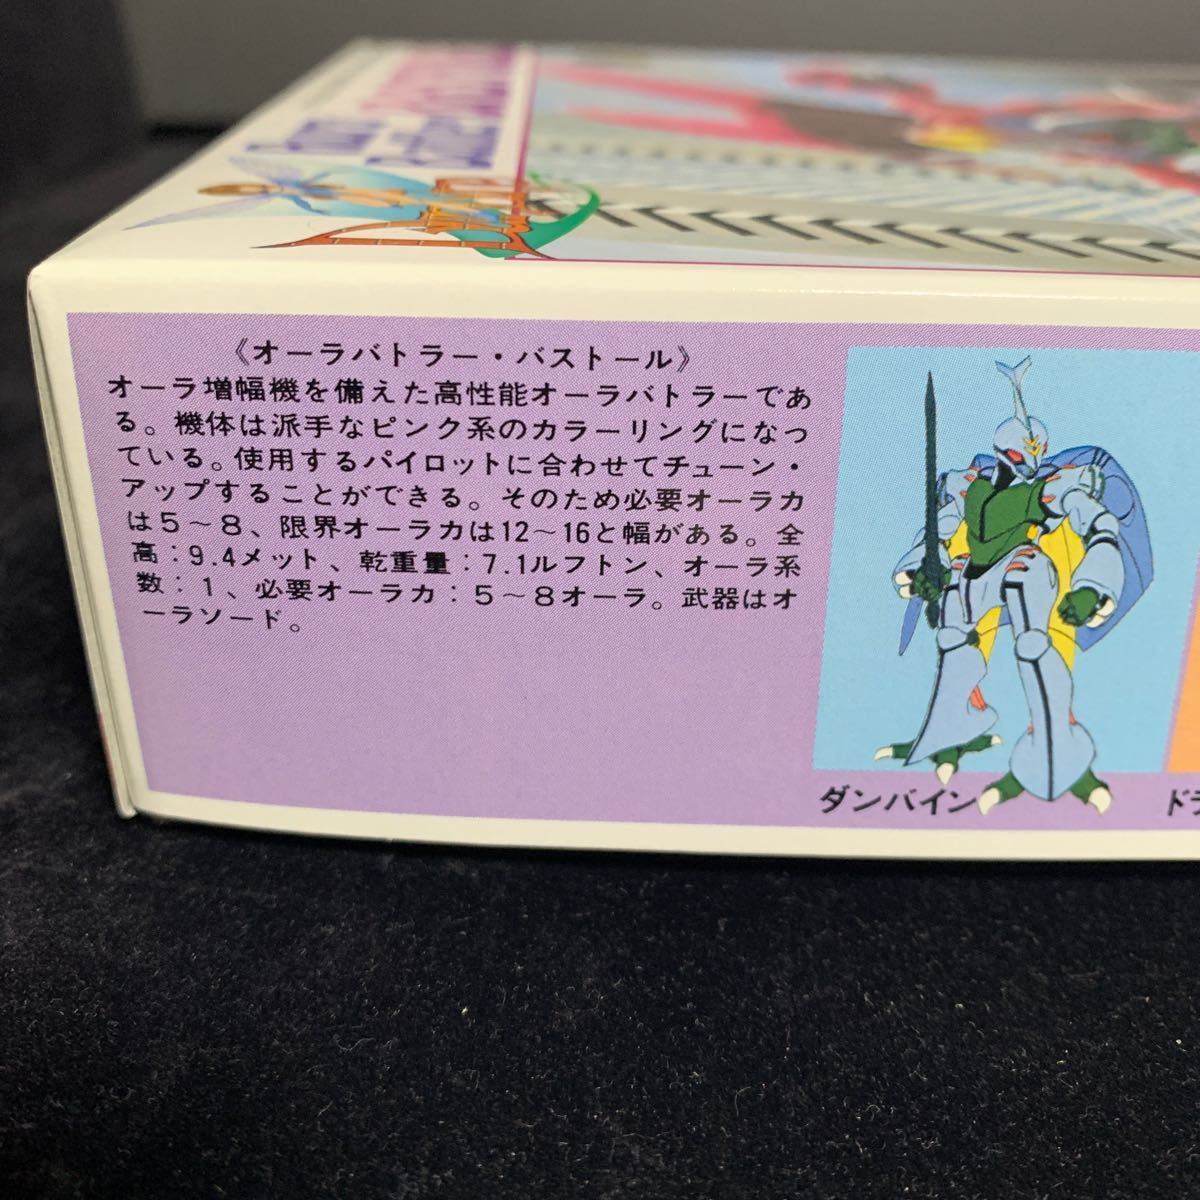 《オーラバトラー・バストール》
オーラ増幅機を備えた高性能オーラバトラーであ
る。機体は派手なピンク系のカラーリングになっ
ている。使用するパイロットに合わせてチューン・
アップすることができる。そのため必要オーラ力
は5〜8、限界オーラ力は12〜16と幅がある。全
高：9.4メット、乾重量：7.1ルフトン、オーラ系
数：1、必要オーラ力：5〜8オーラ。武器はオ
ーラソード。
ダンバイン